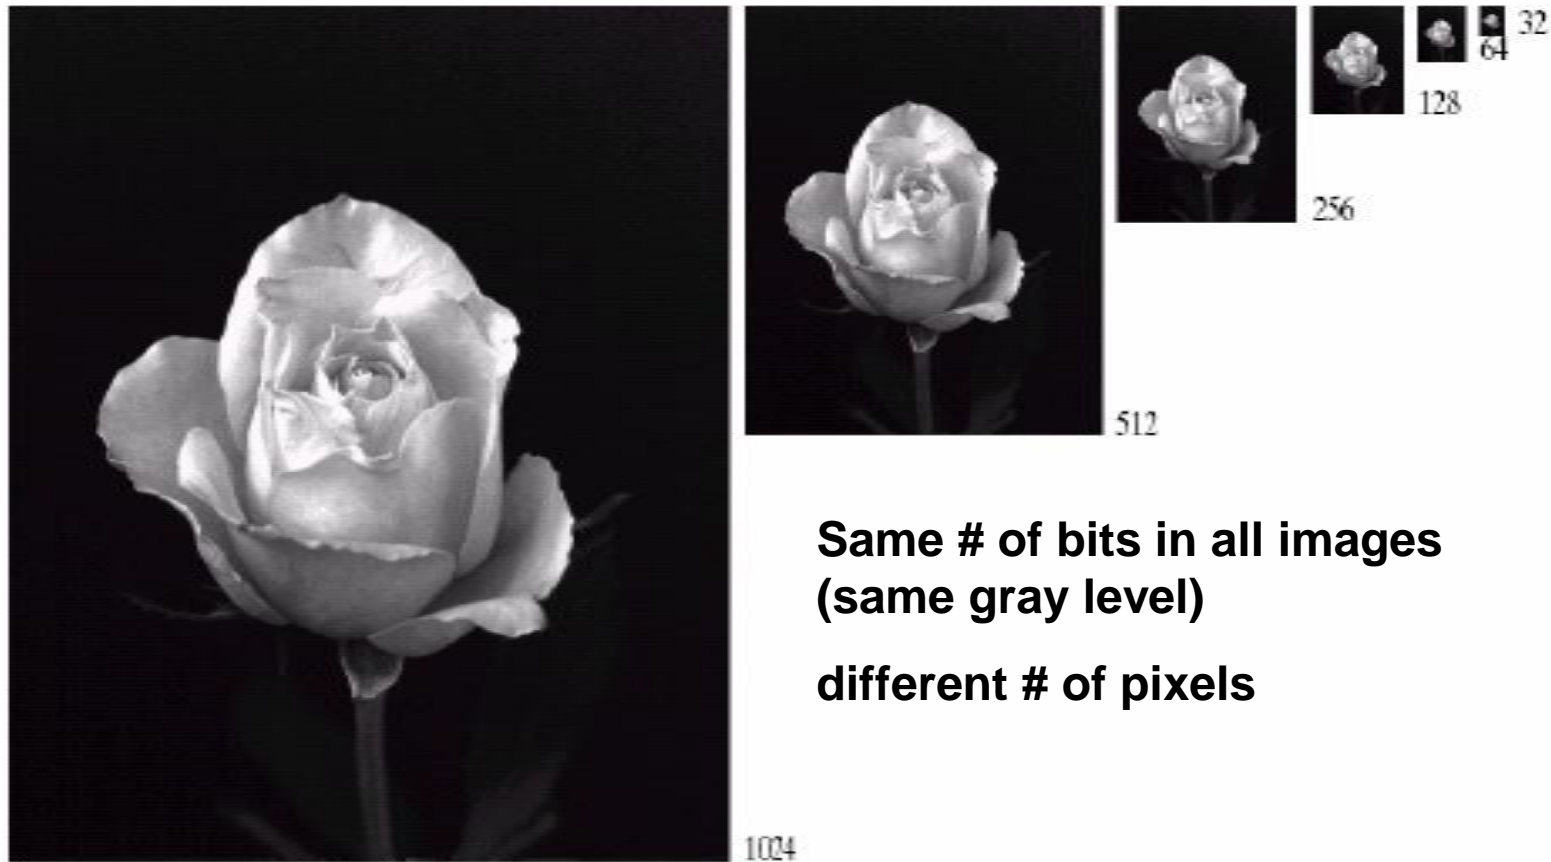 32
64
128
256
512
Same # of bits in all images
(same gray level)
different # of pixels
1024